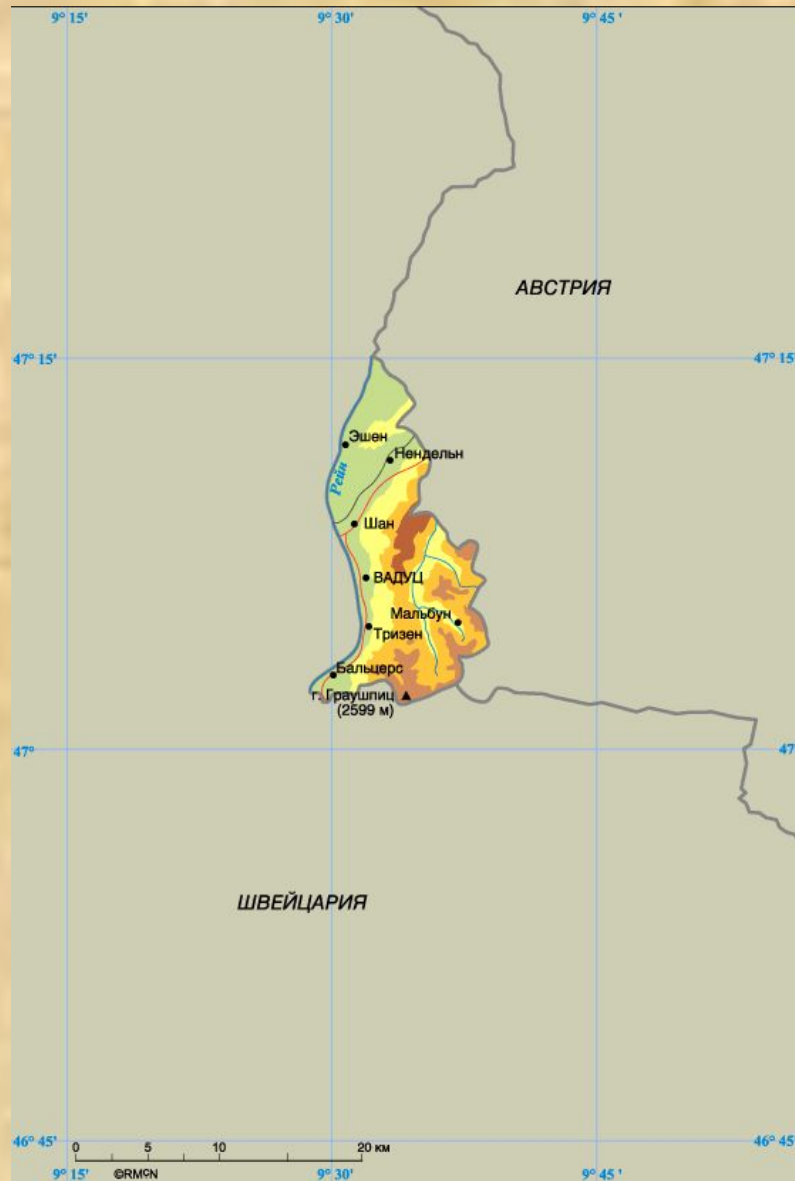 9° 15'
9° 30'
9° 45 '
АВСТРИЯ
47° 15'
47° 15'
Эшен
Нендельн
Рейн
Шан
ВАДУЦ
Мальбун
Тризен
Бальцерс
г. Граушпиц
(2599 м)
47°
47
ШВЕЙЦАРИЯ
46° 45'
46° 45
0 5 10 20 км
©RMCN
9° 15'
9° 30'
9° 45 '